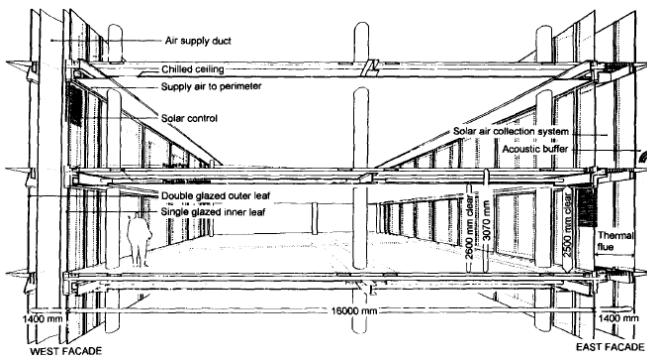 Air supply duct
Chilled ceiling
Supply air to perimeter
Solar control
Solar air collection system
Acoustic buffer
Double glazed outer leaf
Single glazed inner leaf
2600 mm clear
3070 mm
2500 mm clear
Thermal
flue
1400 mm
16000 mm
1400 mm
WEST FACADE
EAST FACADE